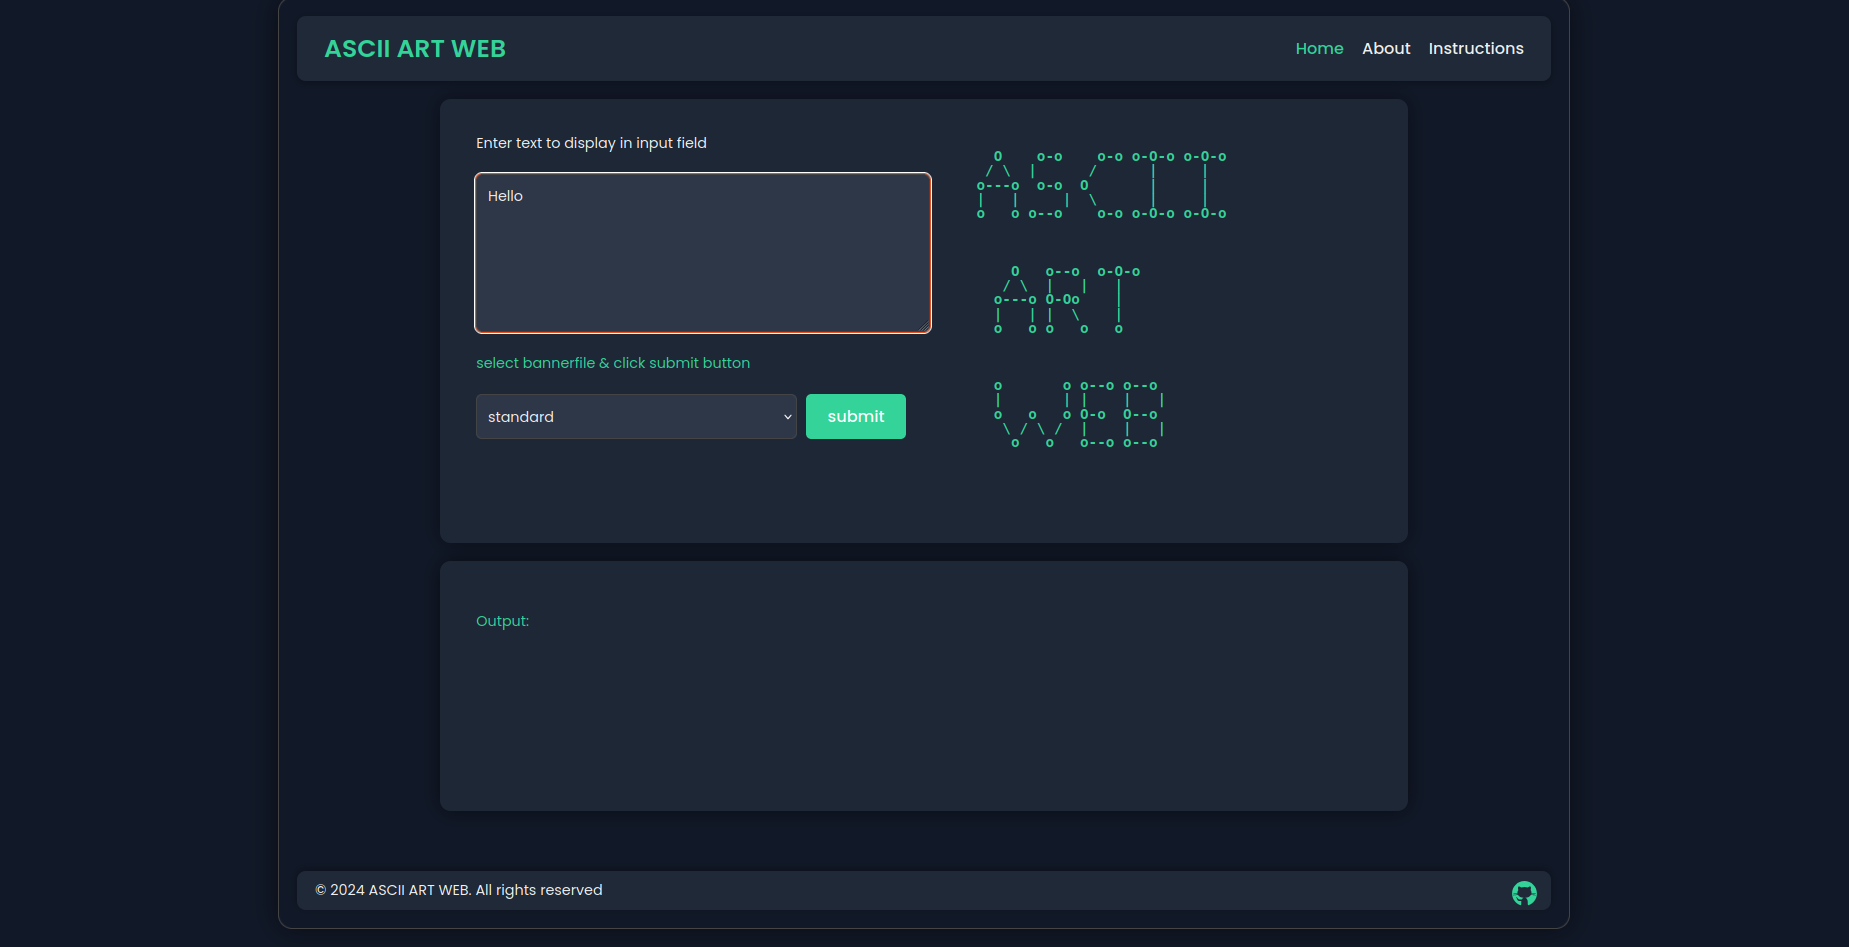 ASCII ART WEB
Home About Instructions
Enter text to display in input field
Hello
select bannerfile & click submit button
standard
submit
  O    o-o    o-o o-O-o o-O-o
 / \  |      /      |     |
o---o  o-o  O       |     |
|   |     |  \      |     |
o   o o--o    o-o o-O-o o-O-o
  O   o--o  o-O-o
 / \  |   |   |
o---o O-Oo    |
|   | |  \    |
o   o o   o   o
o       o o--o o--o
|       | |    |   |
o   o   o O-o  O--o
 \ / \ /  |    |   |
  o   o   o--o o--o
Output:
© 2024 ASCII ART WEB. All rights reserved